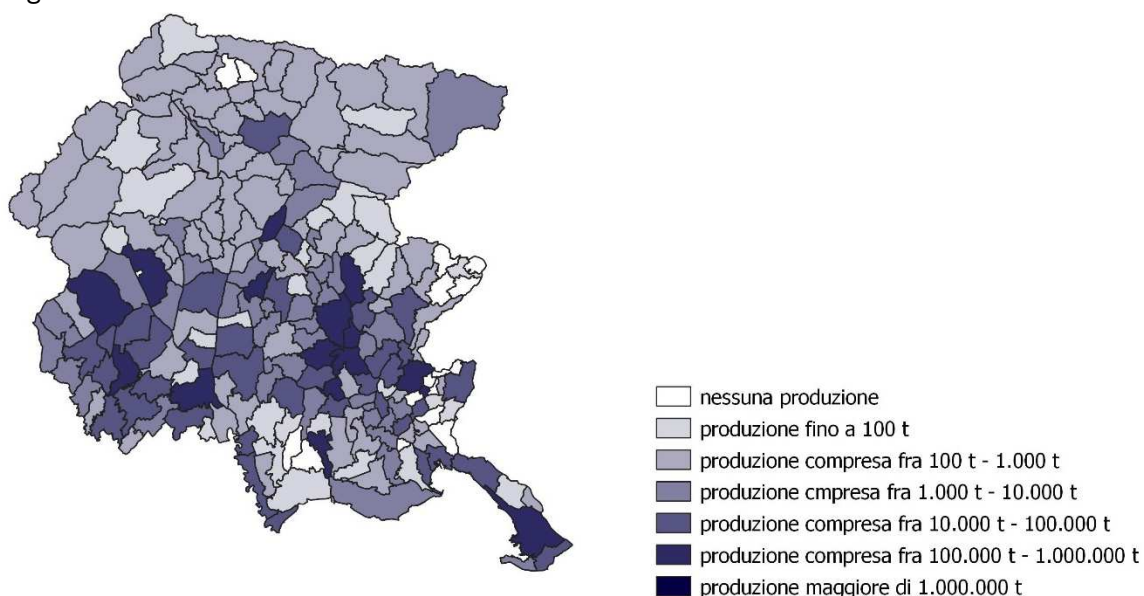 nessuna produzione
produzione fino a 100 t
produzione compresa fra 100 t - 1.000 t
produzione cmpresa fra 1.000 t - 10.000 t
produzione compresa fra 10.000 t - 100.000 t
produzione compresa fra 100.000 t - 1.000.000 t
produzione maggiore di 1.000.000 t